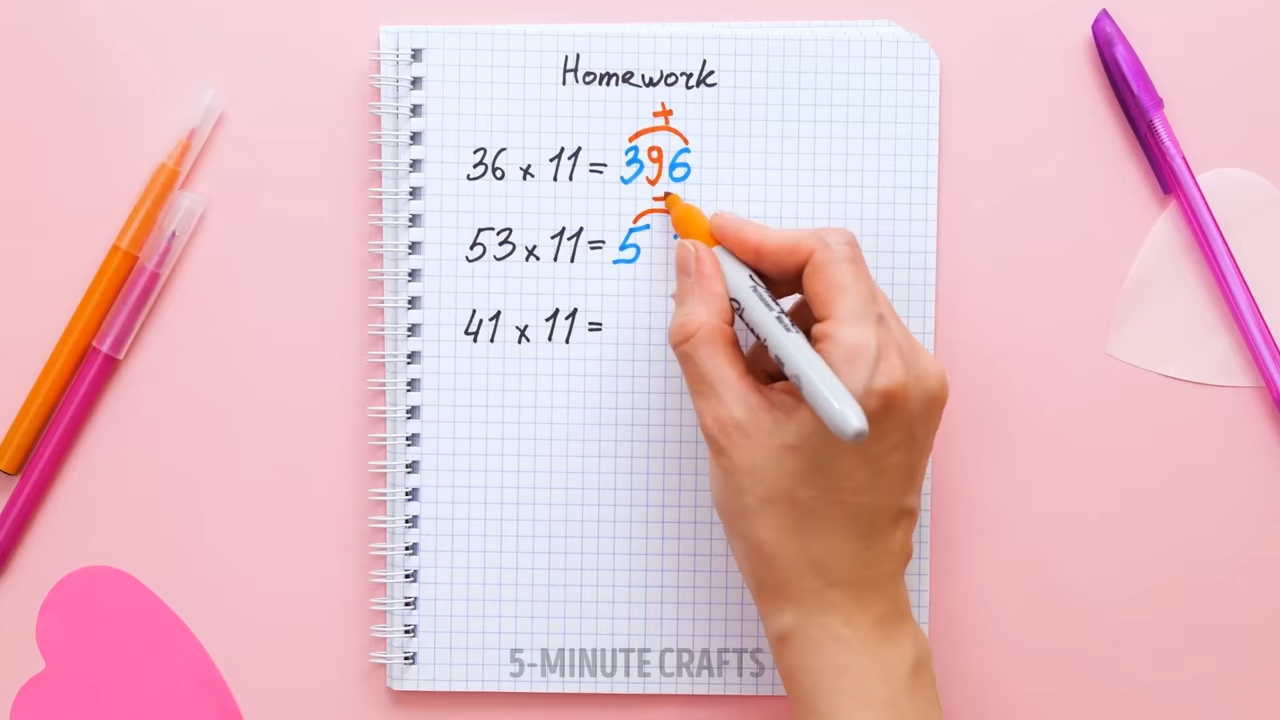 Homework
+
36 × 11 = 396
53 × 11 = 5
41 × 11 =
5-MINUTE CRAFTS